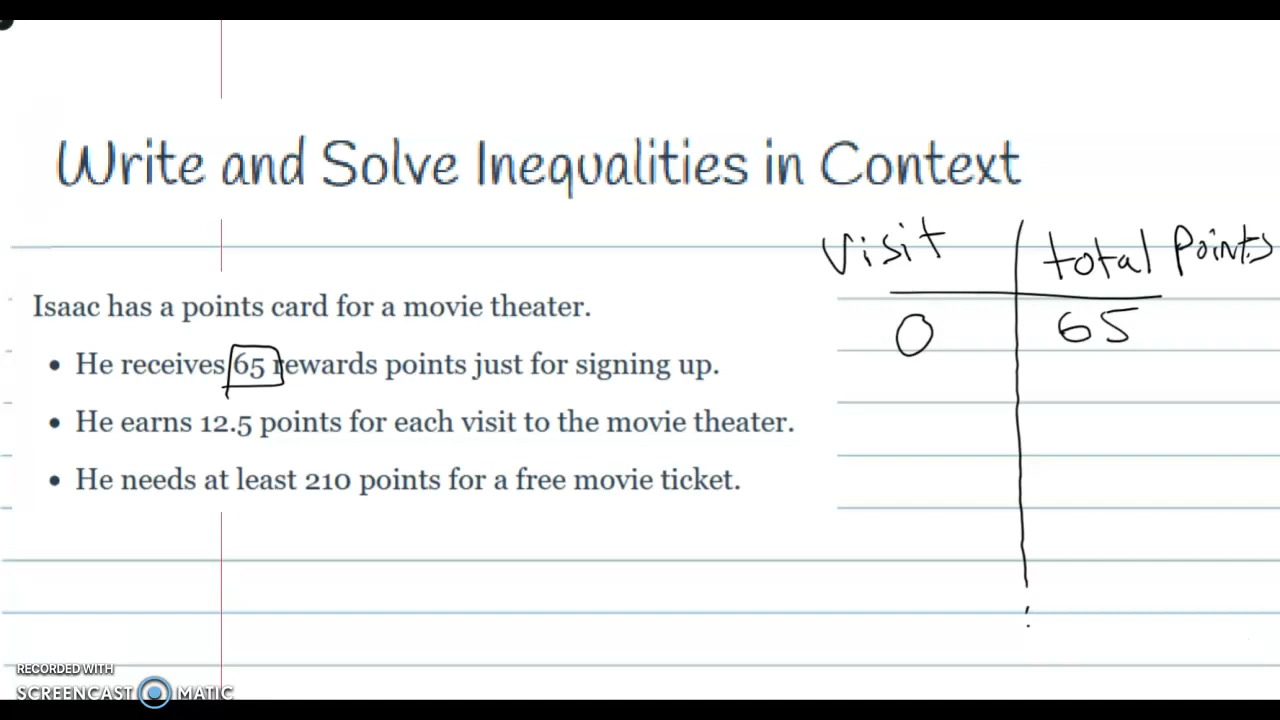 Write and Solve Inequalities in Context
Visit total Points
Isaac has a points card for a movie theater.
0 65
• He receives 65 rewards points just for signing up.
• He earns 12.5 points for each visit to the movie theater.
• He needs at least 210 points for a free movie ticket.
RECORDED WITH
SCREENCAST MATIC